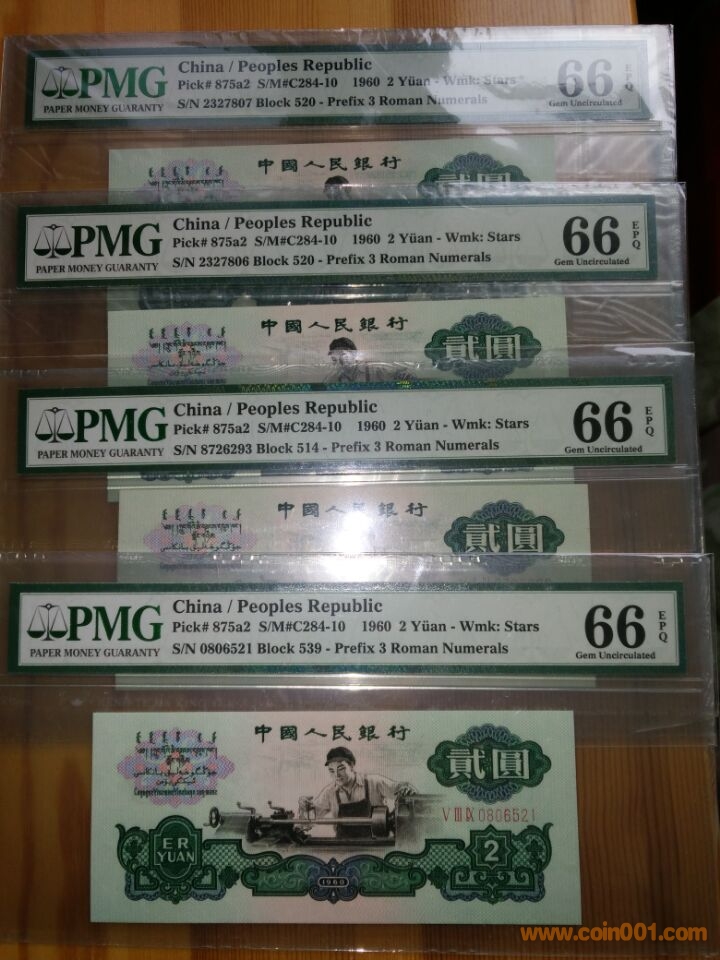 PMG
PAPER MONEY GUARANTY
China / Peoples Republic
Pick# 875a2 S/M#C284-10 1960 2 Yüan - Wmk: Stars
S/N 2327807 Block 520 - Prefix 3 Roman Numerals
66
EPQ
Gem Uncirculated
中國人民銀行
貳圓
PMG
PAPER MONEY GUARANTY
China / Peoples Republic
Pick# 875a2 S/M#C284-10 1960 2 Yüan - Wmk: Stars
S/N 2327806 Block 520 - Prefix 3 Roman Numerals
66
EPQ
Gem Uncirculated
中國人民銀行
貳圓
PMG
PAPER MONEY GUARANTY
China / Peoples Republic
Pick# 875a2 S/M#C284-10 1960 2 Yüan - Wmk: Stars
S/N 8726293 Block 514 - Prefix 3 Roman Numerals
66
EPQ
Gem Uncirculated
中國人民銀行
貳圓
PMG
PAPER MONEY GUARANTY
China / Peoples Republic
Pick# 875a2 S/M#C284-10 1960 2 Yüan - Wmk: Stars
S/N 0806521 Block 539 - Prefix 3 Roman Numerals
66
EPQ
Gem Uncirculated
中國人民銀行
貳圓
V III IX 0806521
ER
YUAN
2
1960
www.coin001.com